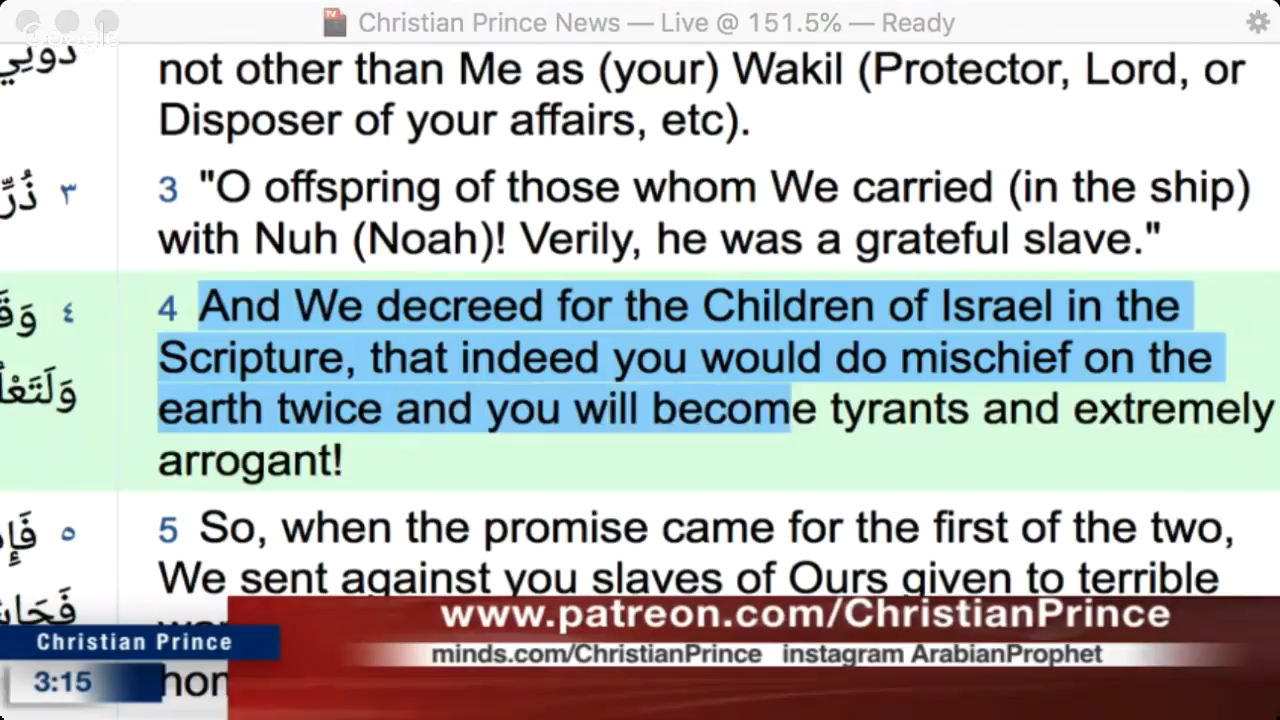 Christian Prince News — Live @ 151.5% — Ready
Google
دُونِي
not other than Me as (your) Wakil (Protector, Lord, or
Disposer of your affairs, etc).
٣
3 "O offspring of those whom We carried (in the ship)
with Nuh (Noah)! Verily, he was a grateful slave."
٤
4 And We decreed for the Children of Israel in the
Scripture, that indeed you would do mischief on the
earth twice and you will become tyrants and extremely
arrogant!
٥
5 So, when the promise came for the first of the two,
We sent against you slaves of Ours given to terrible
www.patreon.com/ChristianPrince
Christian Prince
minds.com/ChristianPrince instagram ArabianProphet
3:15